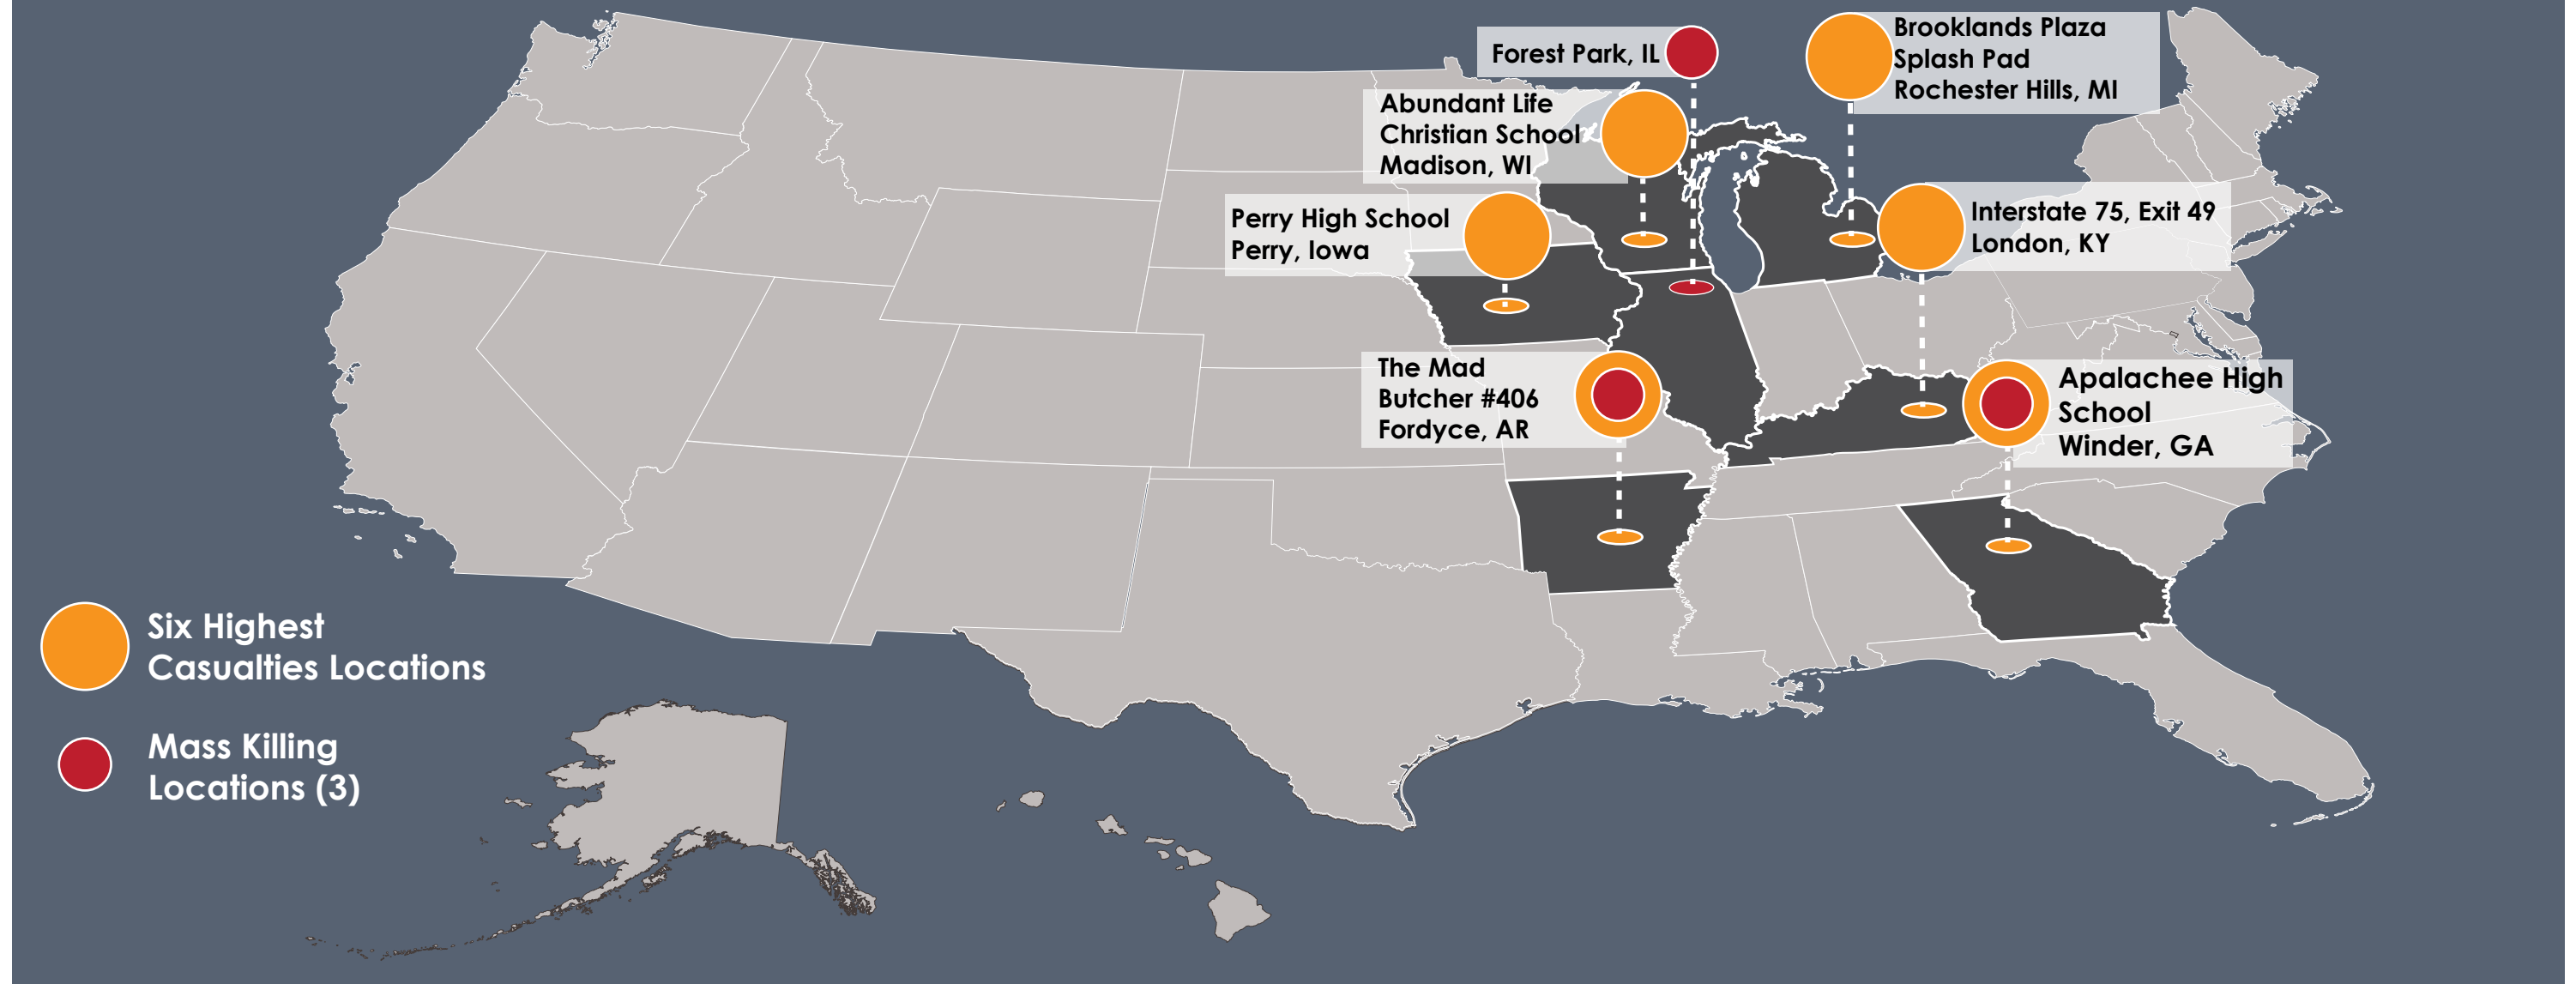 Forest Park, IL
Brooklands Plaza
Splash Pad
Rochester Hills, MI
Abundant Life
Christian School
Madison, WI
Perry High School
Perry, Iowa
Interstate 75, Exit 49
London, KY
The Mad
Butcher #406
Fordyce, AR
Apalachee High
School
Winder, GA
Six Highest
Casualties Locations
Mass Killing
Locations (3)